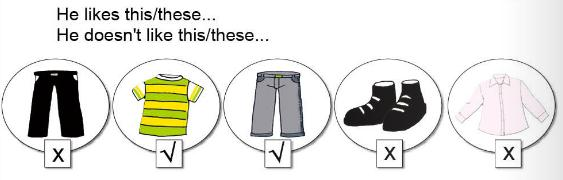 He likes this/these...
He doesn't like this/these...
X √ √ X X